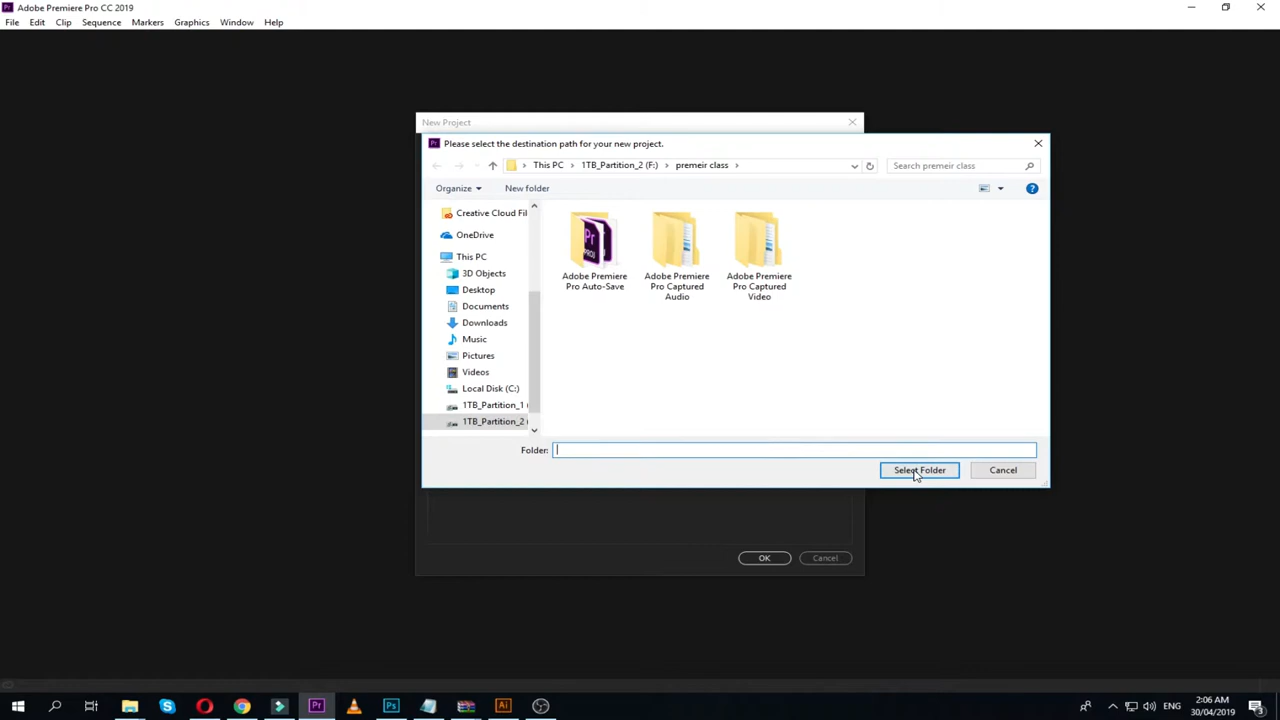 Adobe Premiere Pro CC 2019
File Edit Clip Sequence Markers Graphics Window Help
New Project
Please select the destination path for your new project.
This PC 1TB_Partition_2 (F:) premeir class
Search premeir class
Organize New folder
Creative Cloud Fil
OneDrive
This PC
3D Objects
Desktop
Documents
Downloads
Music
Pictures
Videos
Local Disk (C:)
1TB_Partition_1 (
1TB_Partition_2 (
Adobe Premiere
Pro Auto-Save
Adobe Premiere
Pro Captured
Audio
Adobe Premiere
Pro Captured
Video
Folder:
Select Folder Cancel
OK Cancel
ENG
2:06 AM
30/04/2019